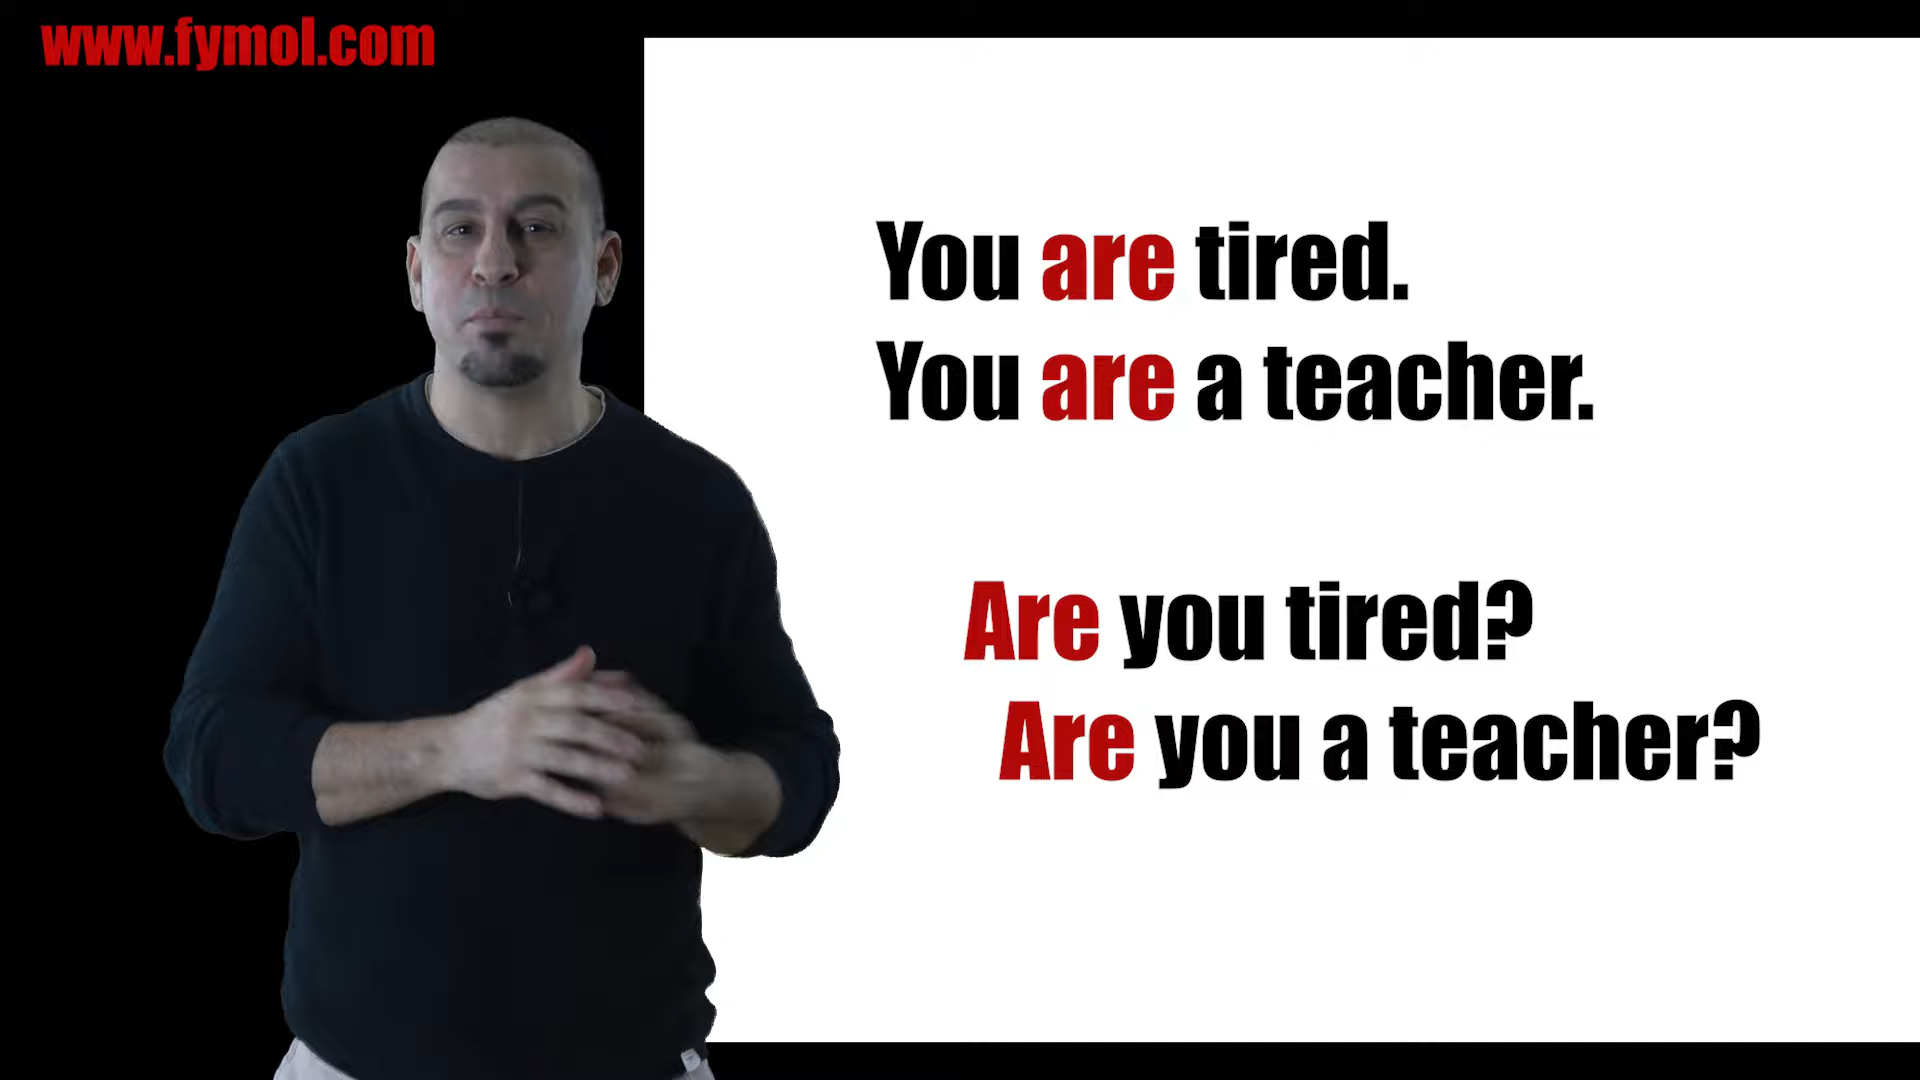 www.fymol.com
You are tired.
You are a teacher.
Are you tired?
Are you a teacher?